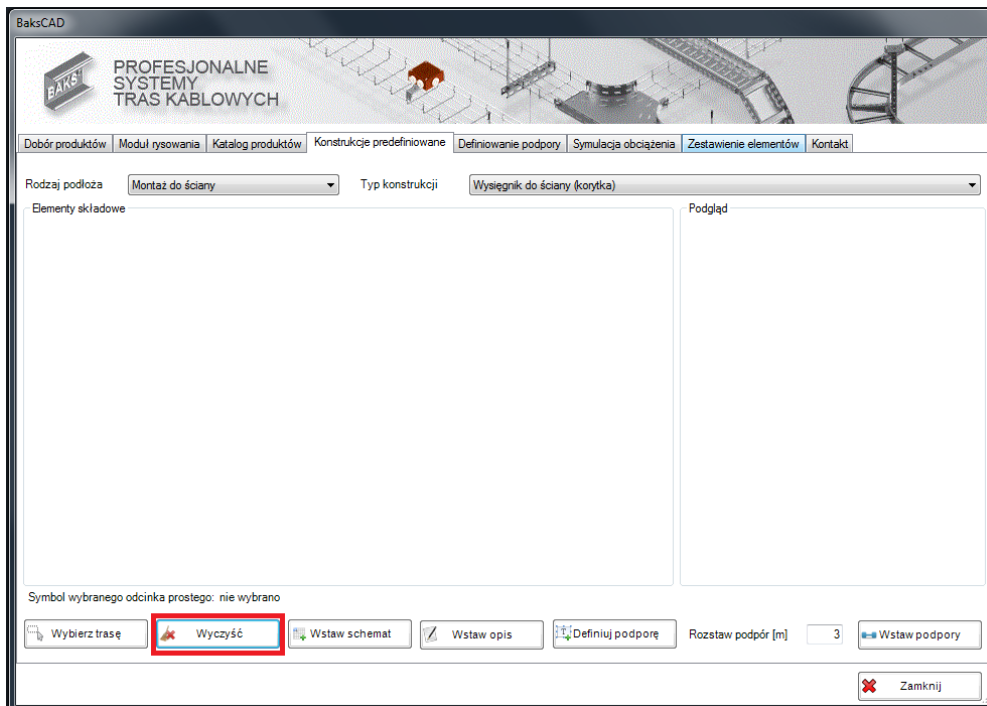 BaksCAD
BAKS
PROFESJONALNE
SYSTEMY
TRAS KABLOWYCH
Dobór produktów Moduł rysowania Katalog produktów Konstrukcje predefiniowane Definiowanie podpory Symulacja obciążenia Zestawienie elementów Kontakt
Rodzaj podłoża Montaż do ściany Typ konstrukcji Wysięgnik do ściany (korytka)
Elementy składowe Podgląd
Symbol wybranego odcinka prostego: nie wybrano
Wybierz trasę Wyczyść Wstaw schemat Wstaw opis Definiuj podporę Rozstaw podpór [m] 3 Wstaw podpory
Zamknij